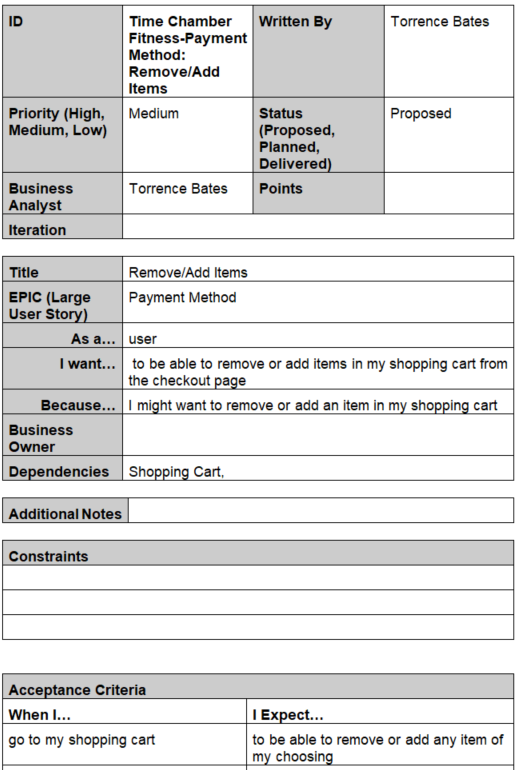 ID
Time Chamber
Fitness-Payment
Method:
Remove/Add
Items
Written By
Torrence Bates
Priority (High,
Medium, Low)
Medium
Status
(Proposed,
Planned,
Delivered)
Proposed
Business
Analyst
Torrence Bates
Points
Iteration
Title
Remove/Add Items
EPIC (Large
User Story)
Payment Method
As a…
user
I want…
to be able to remove or add items in my shopping cart from
the checkout page
Because…
I might want to remove or add an item in my shopping cart
Business
Owner
Dependencies
Shopping Cart,
Additional Notes
Constraints
Acceptance Criteria
When I…
I Expect…
go to my shopping cart
to be able to remove or add any item of
my choosing